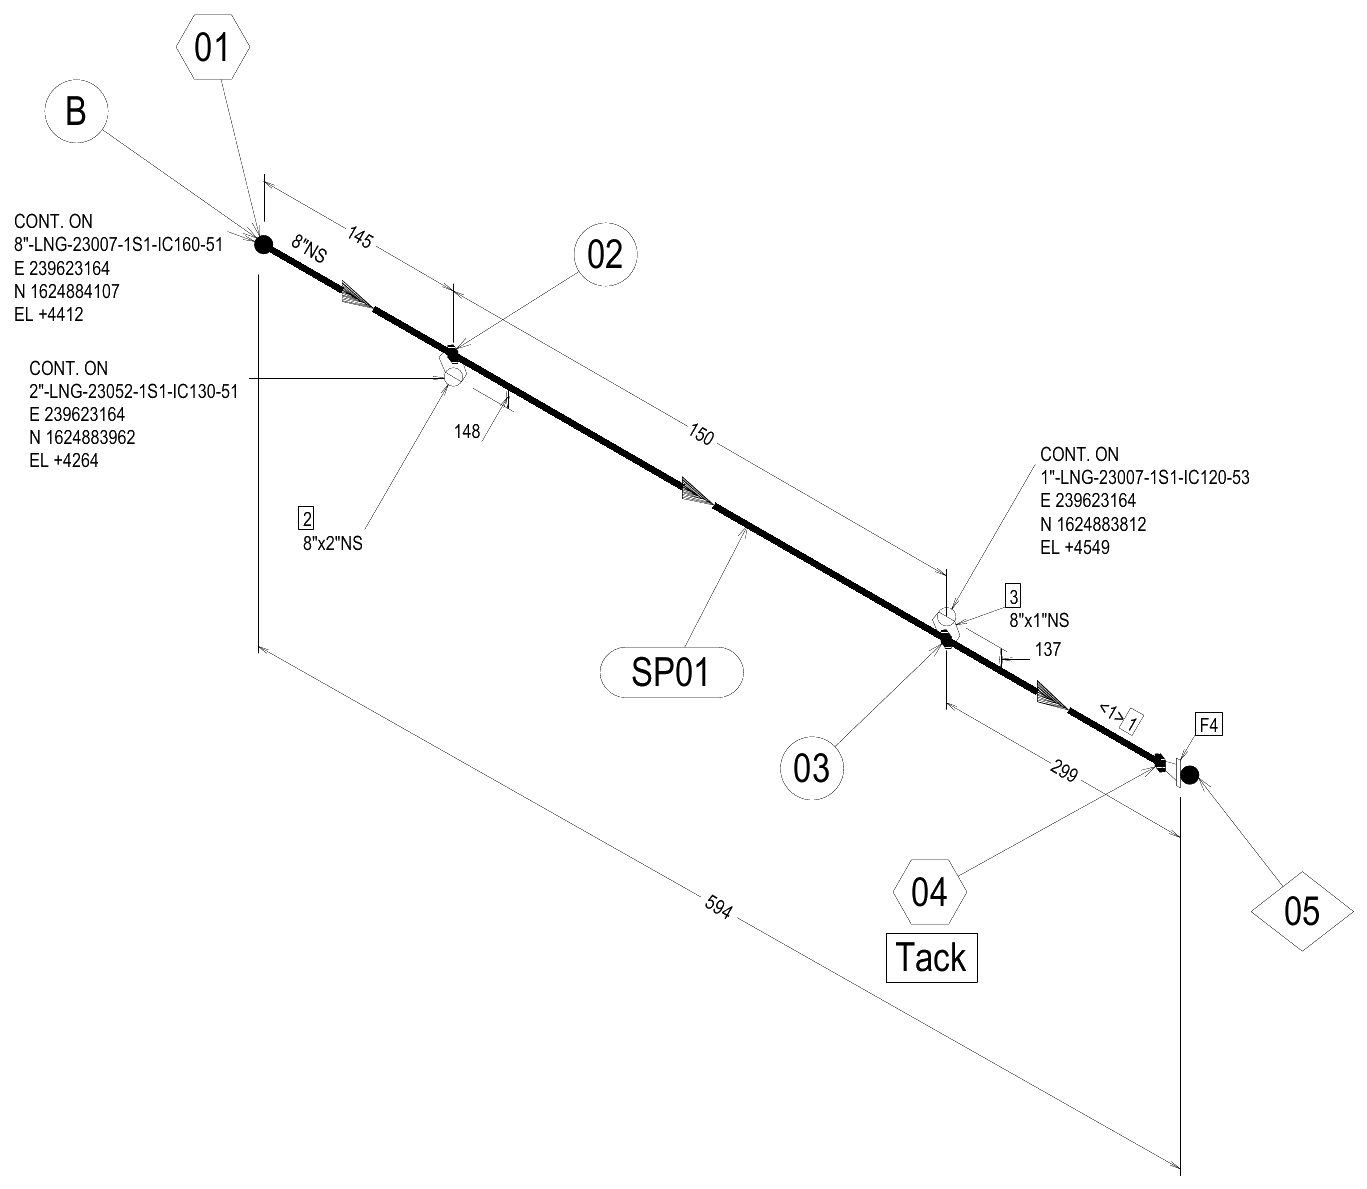 01
B
CONT. ON
8"-LNG-23007-1S1-IC160-51
E 239623164
N 1624884107
EL +4412
8"NS
145
02
CONT. ON
2"-LNG-23052-1S1-IC130-51
E 239623164
N 1624883962
EL +4264
148
150
2
8"x2"NS
CONT. ON
1"-LNG-23007-1S1-IC120-53
E 239623164
N 1624883812
EL +4549
3
8"x1"NS
137
SP01
<1> 1
F4
03
299
04
Tack
05
594